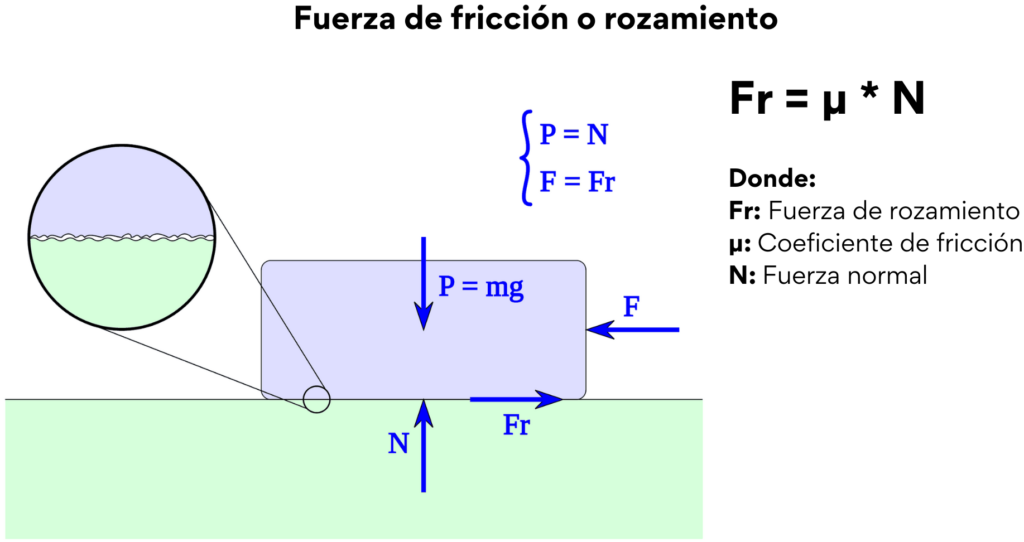 Fuerza de fricción o rozamiento
Fr = μ * N
P = N
F = Fr
Donde:
Fr: Fuerza de rozamiento
μ: Coeficiente de fricción
N: Fuerza normal
P = mg
F
Fr
N